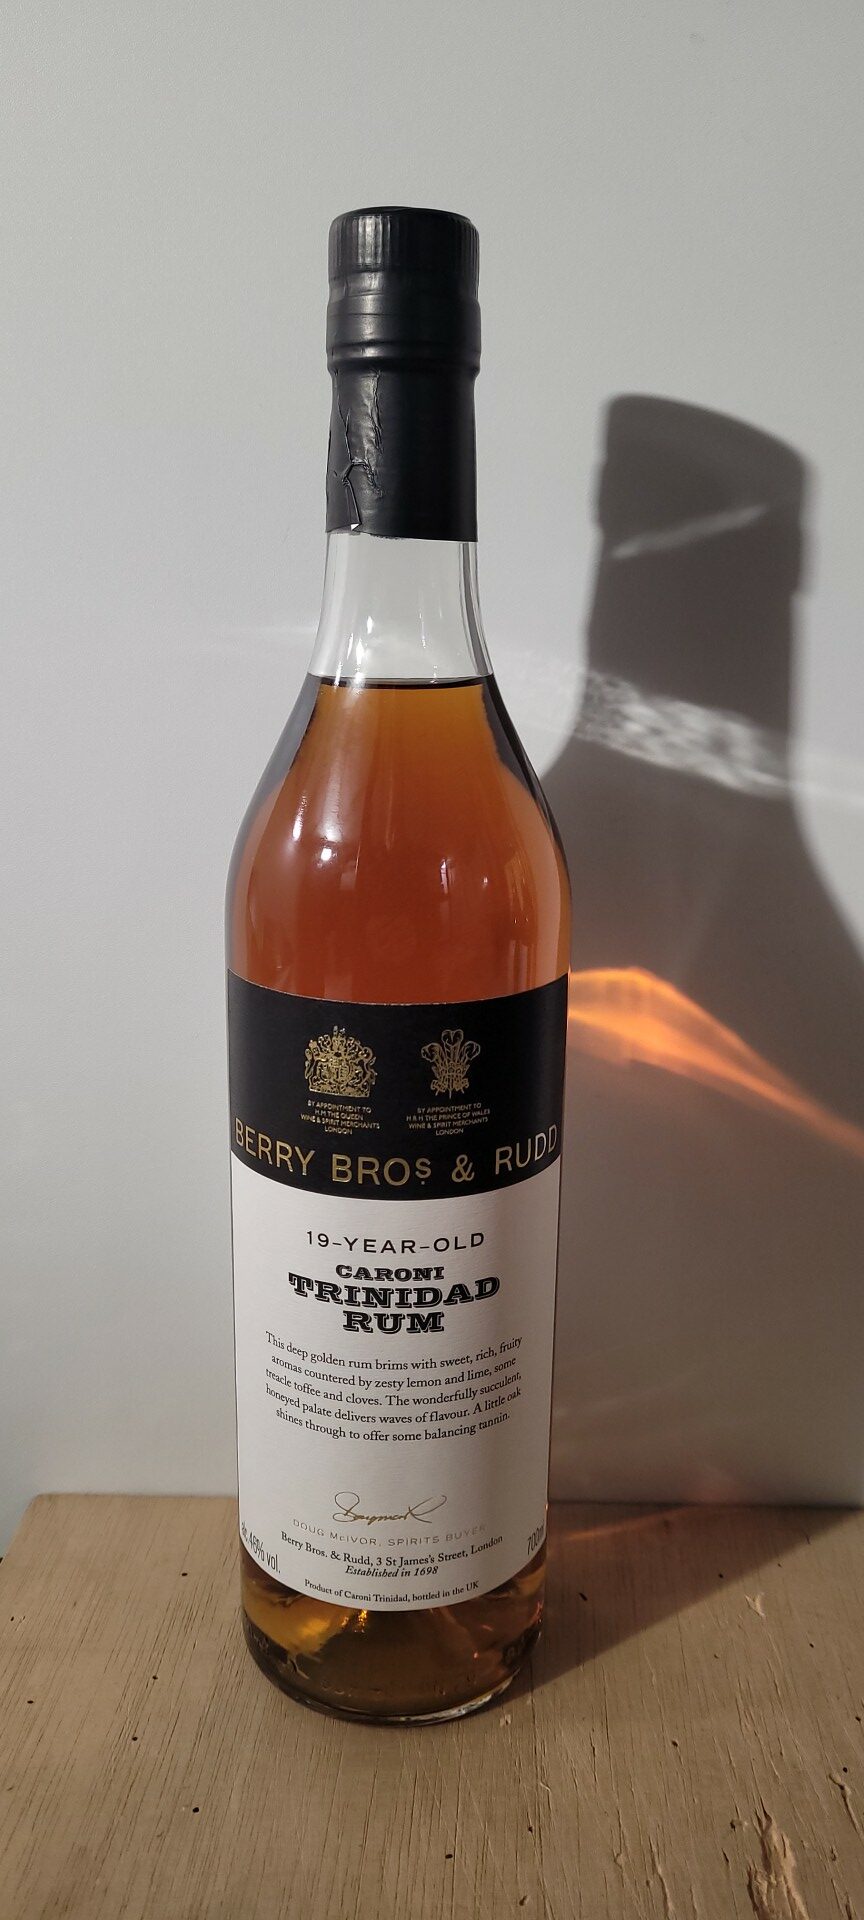 BY APPOINTMENT TO
H.M THE QUEEN
WINE & SPIRIT MERCHANTS
LONDON
BY APPOINTMENT TO
H R H THE PRINCE OF WALES
WINE & SPIRIT MERCHANTS
LONDON
BERRY BROS & RUDD
19-YEAR-OLD
CARONI
TRINIDAD
RUM
This deep golden rum brims with sweet, rich, fruity
aromas countered by zesty lemon and lime, some
treacle toffee and cloves. The wonderfully succulent,
honeyed palate delivers waves of flavour. A little oak
shines through to offer some balancing tannin.
DOUG McIVOR, SPIRITS BUYER
alc.46% vol.
Berry Bros. & Rudd, 3 St James's Street, London
700ml
Established in 1698
Product of Caroni Trinidad, bottled in the UK